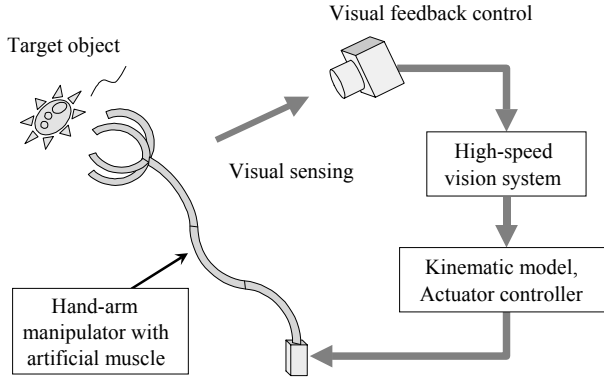 Visual feedback control
Target object
Visual sensing
High-speed
vision system
Kinematic model,
Actuator controller
Hand-arm
manipulator with
artificial muscle